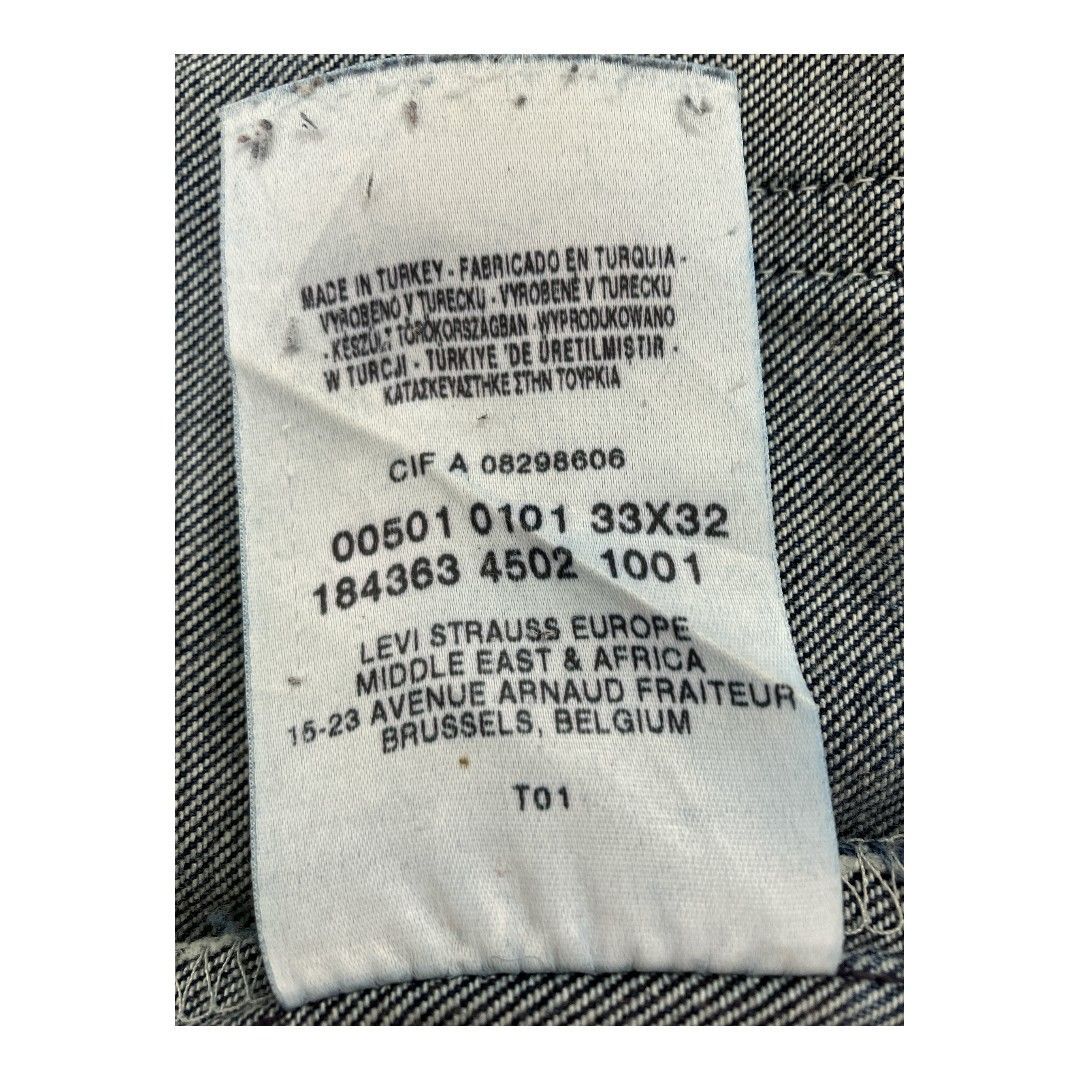 MADE IN TURKEY - FABRICADO EN TURQUIA -
VYROBENO V TURECKU - VYROBENÉ V TURECKU
- KÉSZÜLT TÖRÖKORSZÁGBAN - WYPRODUKOWANO
W TURCJI - TURKIYE 'DE URETILMIŞTIR -
ΚΑΤΑΣΚΕΥΑΣΤΗΚΕ ΣΤΗΝ ΤΟΥΡΚΙΑ
CIF A 08298606
00501 0101 33X32
184363 4502 1001
LEVI STRAUSS EUROPE
MIDDLE EAST & AFRICA
15-23 AVENUE ARNAUD FRAITEUR
BRUSSELS, BELGIUM
T01